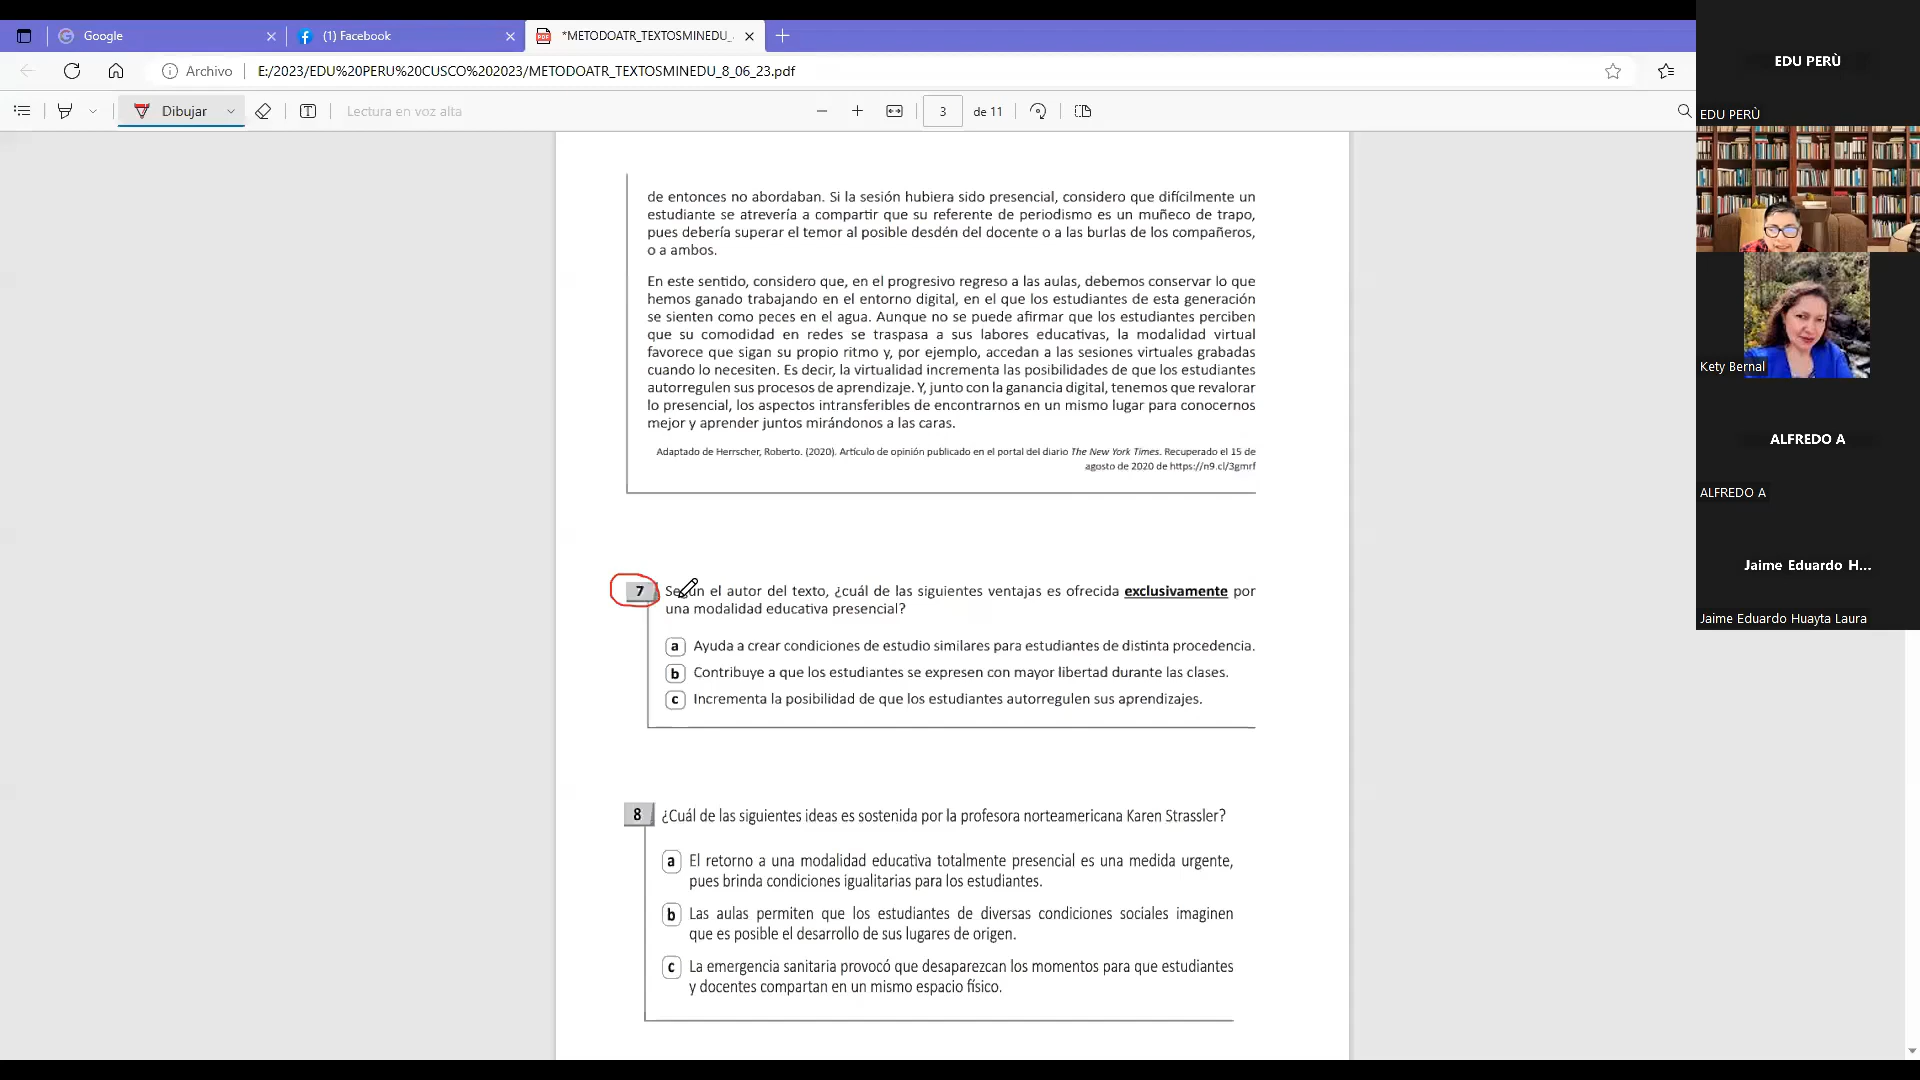 Google
(1) Facebook
*METODOATR_TEXTOSMINEDU_
Archivo
E:/2023/EDU%20PERU%20CUSCO%202023/METODOATR_TEXTOSMINEDU_8_06_23.pdf
Dibujar
Lectura en voz alta
3 de 11
de entonces no abordaban. Si la sesión hubiera sido presencial, considero que difícilmente un
estudiante se atrevería a compartir que su referente de periodismo es un muñeco de trapo,
pues debería superar el temor al posible desdén del docente o a las burlas de los compañeros,
o a ambos.
En este sentido, considero que, en el progresivo regreso a las aulas, debemos conservar lo que
hemos ganado trabajando en el entorno digital, en el que los estudiantes de esta generación
se sienten como peces en el agua. Aunque no se puede afirmar que los estudiantes perciben
que su comodidad en redes se traspasa a sus labores educativas, la modalidad virtual
favorece que sigan su propio ritmo y, por ejemplo, accedan a las sesiones virtuales grabadas
cuando lo necesiten. Es decir, la virtualidad incrementa las posibilidades de que los estudiantes
autorregulen sus procesos de aprendizaje. Y, junto con la ganancia digital, tenemos que revalorar
lo presencial, los aspectos intransferibles de encontrarnos en un mismo lugar para conocernos
mejor y aprender juntos mirándonos a las caras.
Adaptado de Herrscher, Roberto. (2020). Artículo de opinión publicado en el portal del diario The New York Times. Recuperado el 15 de
agosto de 2020 de https://n9.cl/3gmrf
7 Según el autor del texto, ¿cuál de las siguientes ventajas es ofrecida exclusivamente por
una modalidad educativa presencial?
a Ayuda a crear condiciones de estudio similares para estudiantes de distinta procedencia.
b Contribuye a que los estudiantes se expresen con mayor libertad durante las clases.
c Incrementa la posibilidad de que los estudiantes autorregulen sus aprendizajes.
8 ¿Cuál de las siguientes ideas es sostenida por la profesora norteamericana Karen Strassler?
a El retorno a una modalidad educativa totalmente presencial es una medida urgente,
pues brinda condiciones igualitarias para los estudiantes.
b Las aulas permiten que los estudiantes de diversas condiciones sociales imaginen
que es posible el desarrollo de sus lugares de origen.
c La emergencia sanitaria provocó que desaparezcan los momentos para que estudiantes
y docentes compartan en un mismo espacio físico.
EDU PERÙ
EDU PERÙ
Kety Bernal
ALFREDO A
ALFREDO A
Jaime Eduardo H...
Jaime Eduardo Huayta Laura